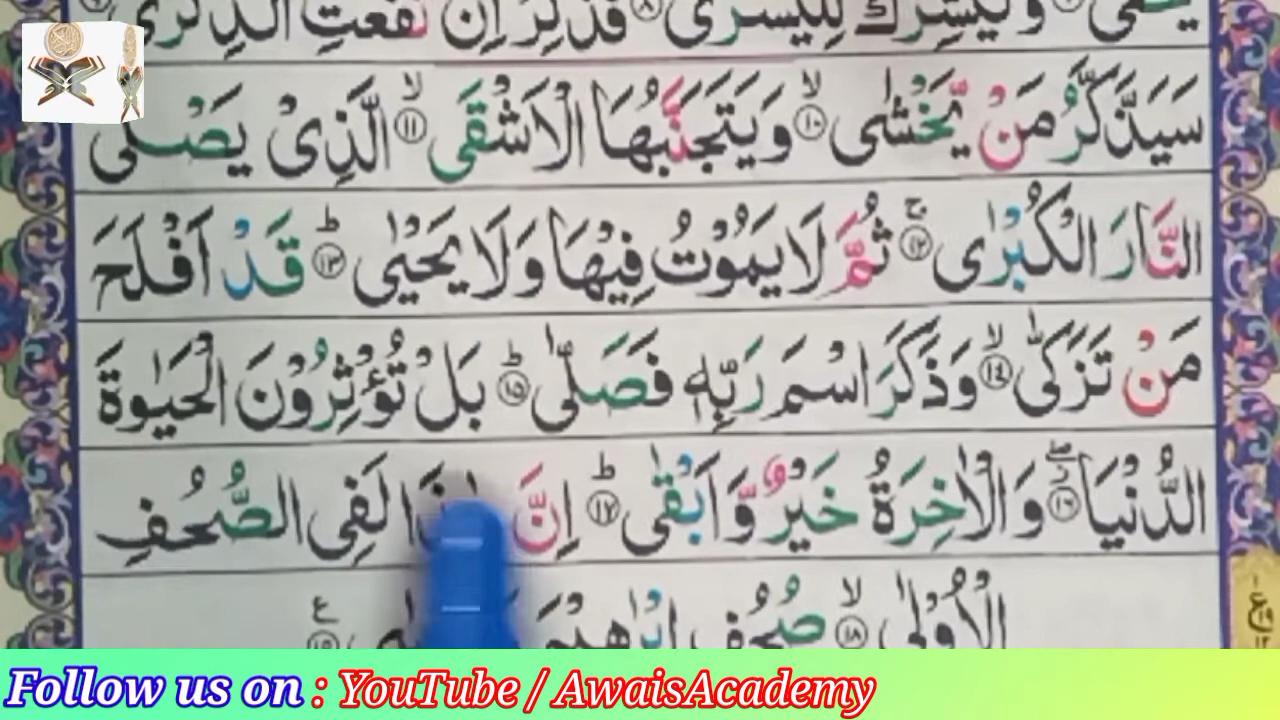 وَنُيَسِّرُكَ لِلْيُسْرٰى ﴿٨﴾ فَذَكِّرْ اِنْ نَّفَعَتِ الذِّكْرٰى
سَيَذَّكَّرُ مَنْ يَّخْشٰى ﴿١٠﴾ وَيَتَجَنَّبُهَا الْاَشْقَى ﴿١١﴾ الَّذِىْ يَصْلَى
النَّارَ الْكُبْرٰى ﴿١٢﴾ ثُمَّ لَا يَمُوْتُ فِيْهَا وَلَا يَحْيٰى ﴿١٣﴾ قَدْ اَفْلَحَ
مَنْ تَزَكّٰى ﴿١٤﴾ وَذَكَرَ اسْمَ رَبِّهٖ فَصَلّٰى ﴿١٥﴾ بَلْ تُؤْثِرُوْنَ الْحَيٰوةَ
الدُّنْيَا ﴿١٦﴾ وَالْاٰخِرَةُ خَيْرٌ وَّاَبْقٰى ﴿١٧﴾ اِنَّ لَفِى الصُّحُفِ
الْاُوْلٰى ﴿١٨﴾ صُحُفِ اِبْرٰهِيْمَ
Follow us on : YouTube / AwaisAcademy